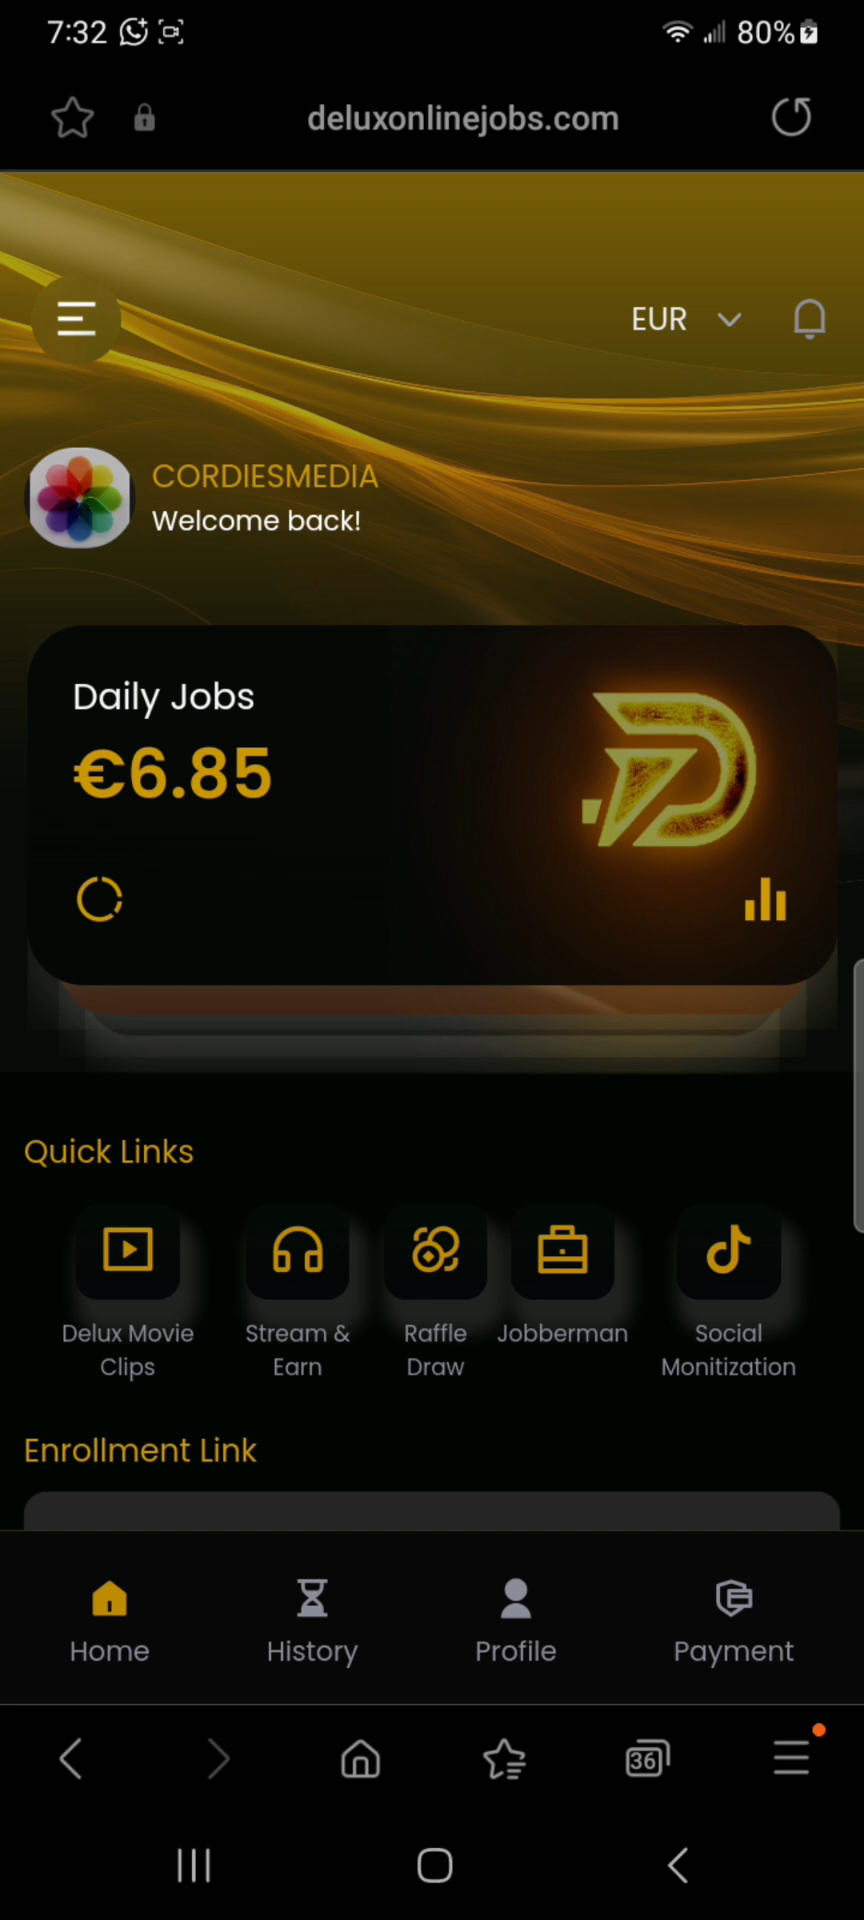 7:32
80%
deluxonlinejobs.com
EUR
CORDIESMEDIA
Welcome back!
Daily Jobs
€6.85
Quick Links
Delux Movie
Clips
Stream &
Earn
Raffle
Draw
Jobberman
Social
Monitization
Enrollment Link
Home
History
Profile
Payment
36